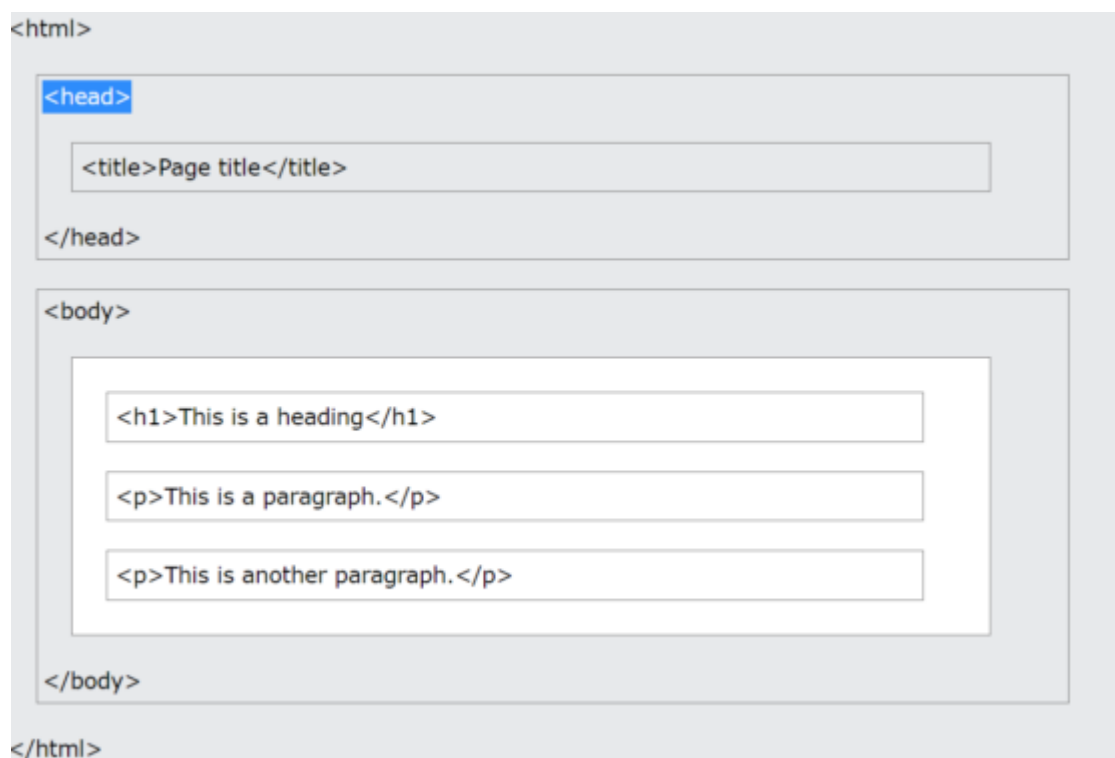 <html>
<head>
<title>Page title</title>
</head>
<body>
<h1>This is a heading</h1>
<p>This is a paragraph.</p>
<p>This is another paragraph.</p>
</body>
</html>